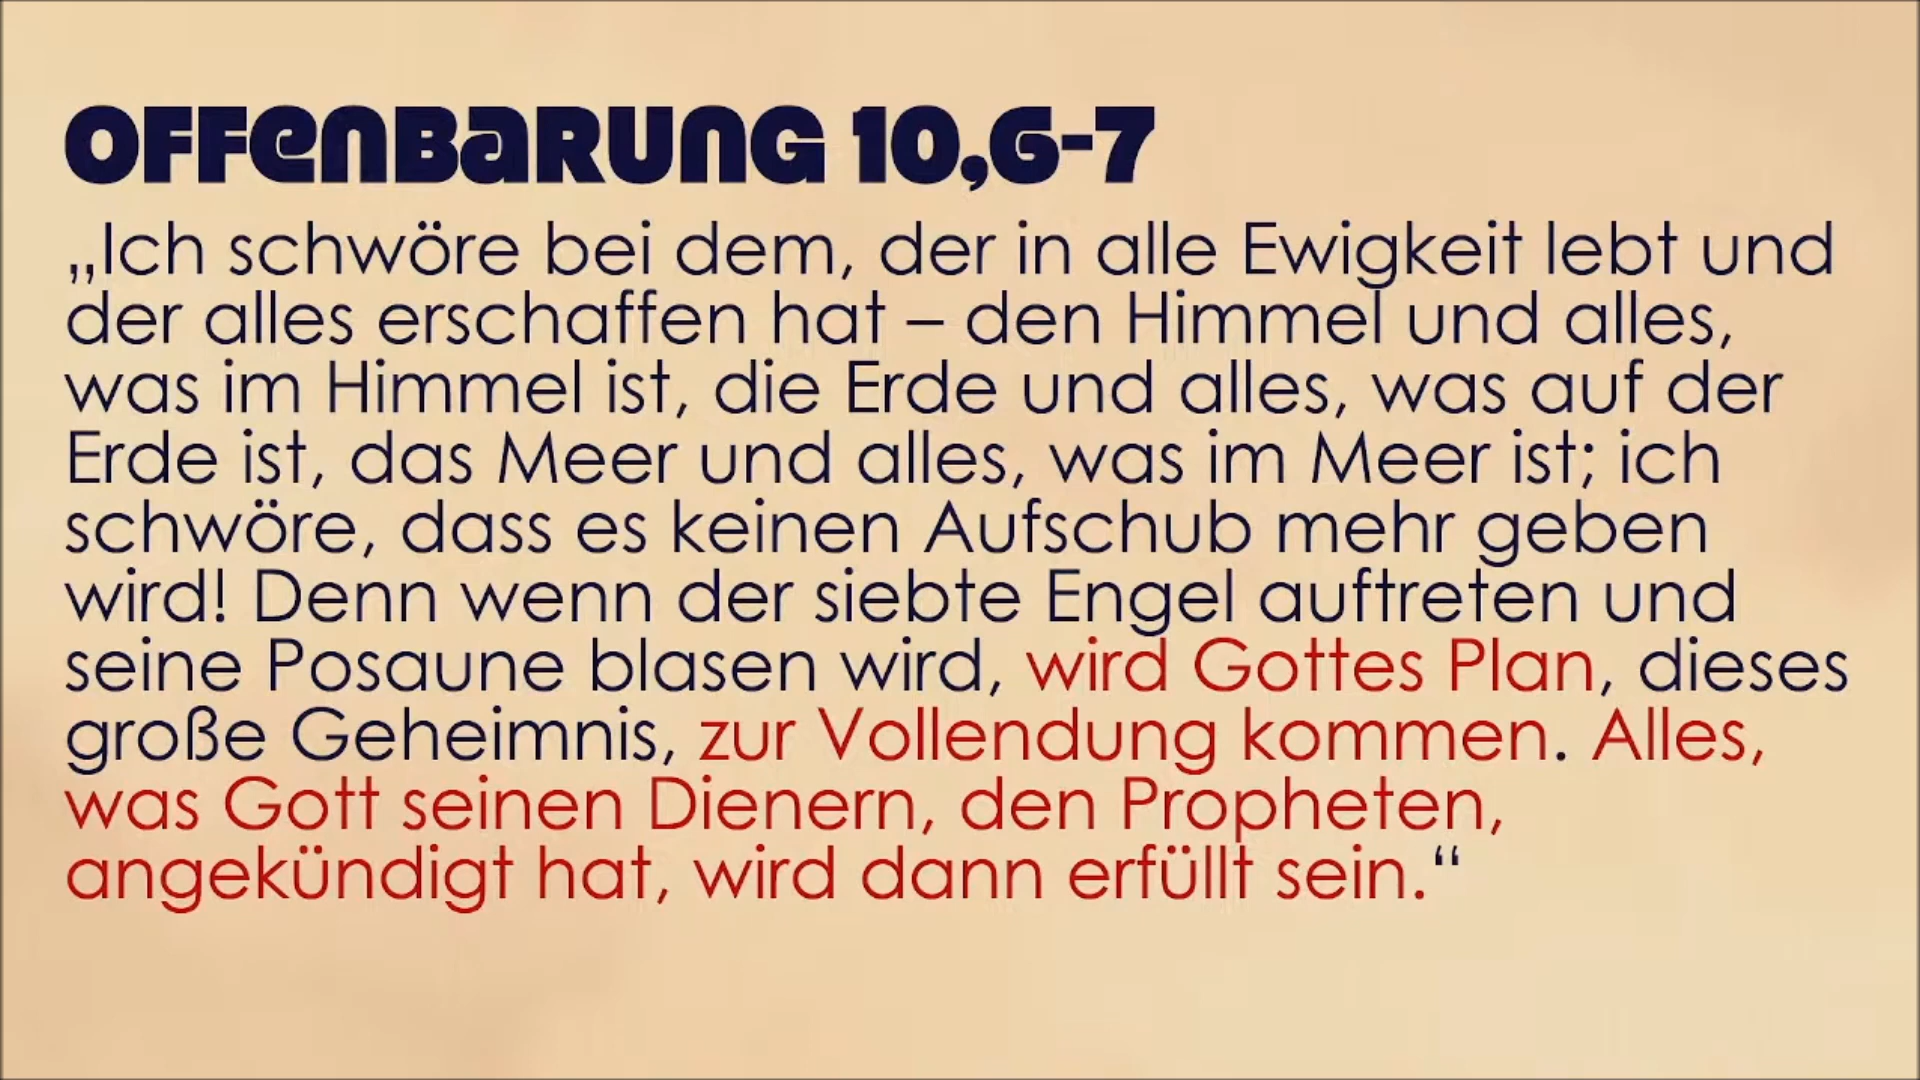 OFFENBARUNG 10,6-7
„Ich schwöre bei dem, der in alle Ewigkeit lebt und
der alles erschaffen hat – den Himmel und alles,
was im Himmel ist, die Erde und alles, was auf der
Erde ist, das Meer und alles, was im Meer ist; ich
schwöre, dass es keinen Aufschub mehr geben
wird! Denn wenn der siebte Engel auftreten und
seine Posaune blasen wird, wird Gottes Plan, dieses
große Geheimnis, zur Vollendung kommen. Alles,
was Gott seinen Dienern, den Propheten,
angekündigt hat, wird dann erfüllt sein.“